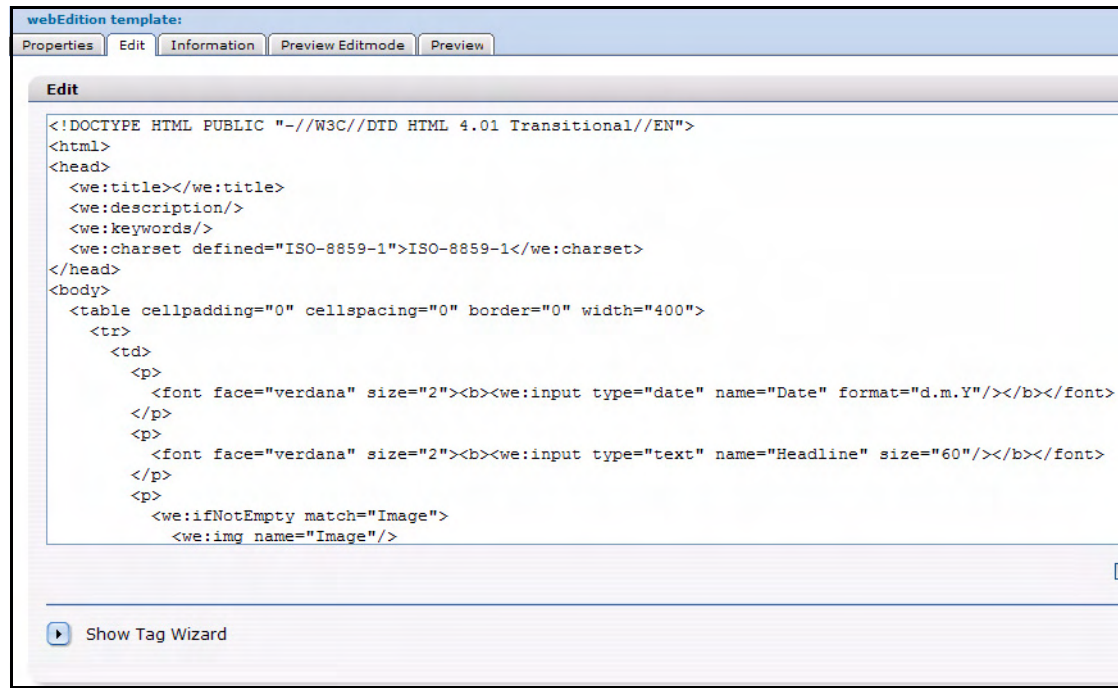 webEdition template:
Properties Edit Information Preview Editmode Preview
Edit
<!DOCTYPE HTML PUBLIC "-//W3C//DTD HTML 4.01 Transitional//EN">
<html>
<head>
  <we:title></we:title>
  <we:description/>
  <we:keywords/>
  <we:charset defined="ISO-8859-1">ISO-8859-1</we:charset>
</head>
<body>
  <table cellpadding="0" cellspacing="0" border="0" width="400">
    <tr>
      <td>
        <p>
          <font face="verdana" size="2"><b><we:input type="date" name="Date" format="d.m.Y"/></b></font>
        </p>
        <p>
          <font face="verdana" size="2"><b><we:input type="text" name="Headline" size="60"/></b></font>
        </p>
        <p>
          <we:ifNotEmpty match="Image">
            <we:img name="Image"/>
Show Tag Wizard